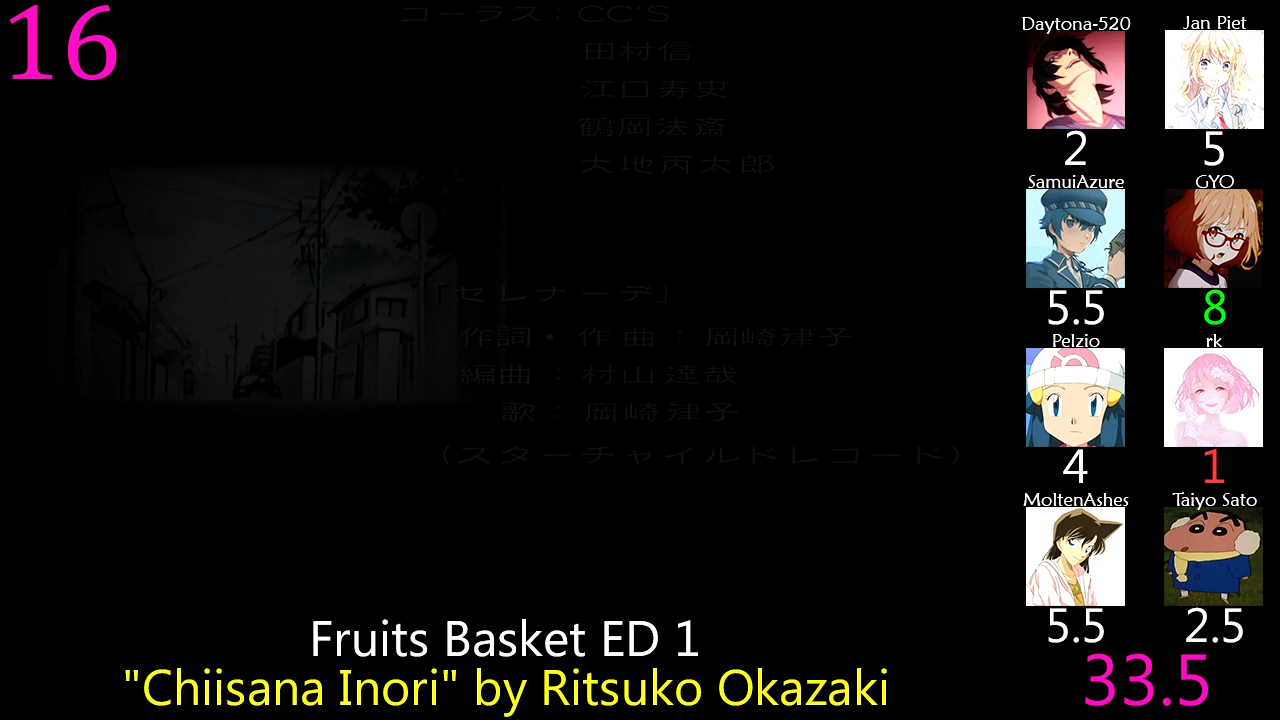 16
コーラス：CC'S
田村信
江口寿史
鶴岡法斎
大地丙太郎
「セレナーデ」
作詞・作曲：岡崎律子
編曲：村山達哉
歌：岡崎律子
（スターチャイルドレコード）
Daytona-520
Jan Piet
2
5
SamuiAzure
GYO
5.5
8
Pelzio
rk
4
1
MoltenAshes
Taiyo Sato
5.5
2.5
33.5
Fruits Basket ED 1
"Chiisana Inori" by Ritsuko Okazaki